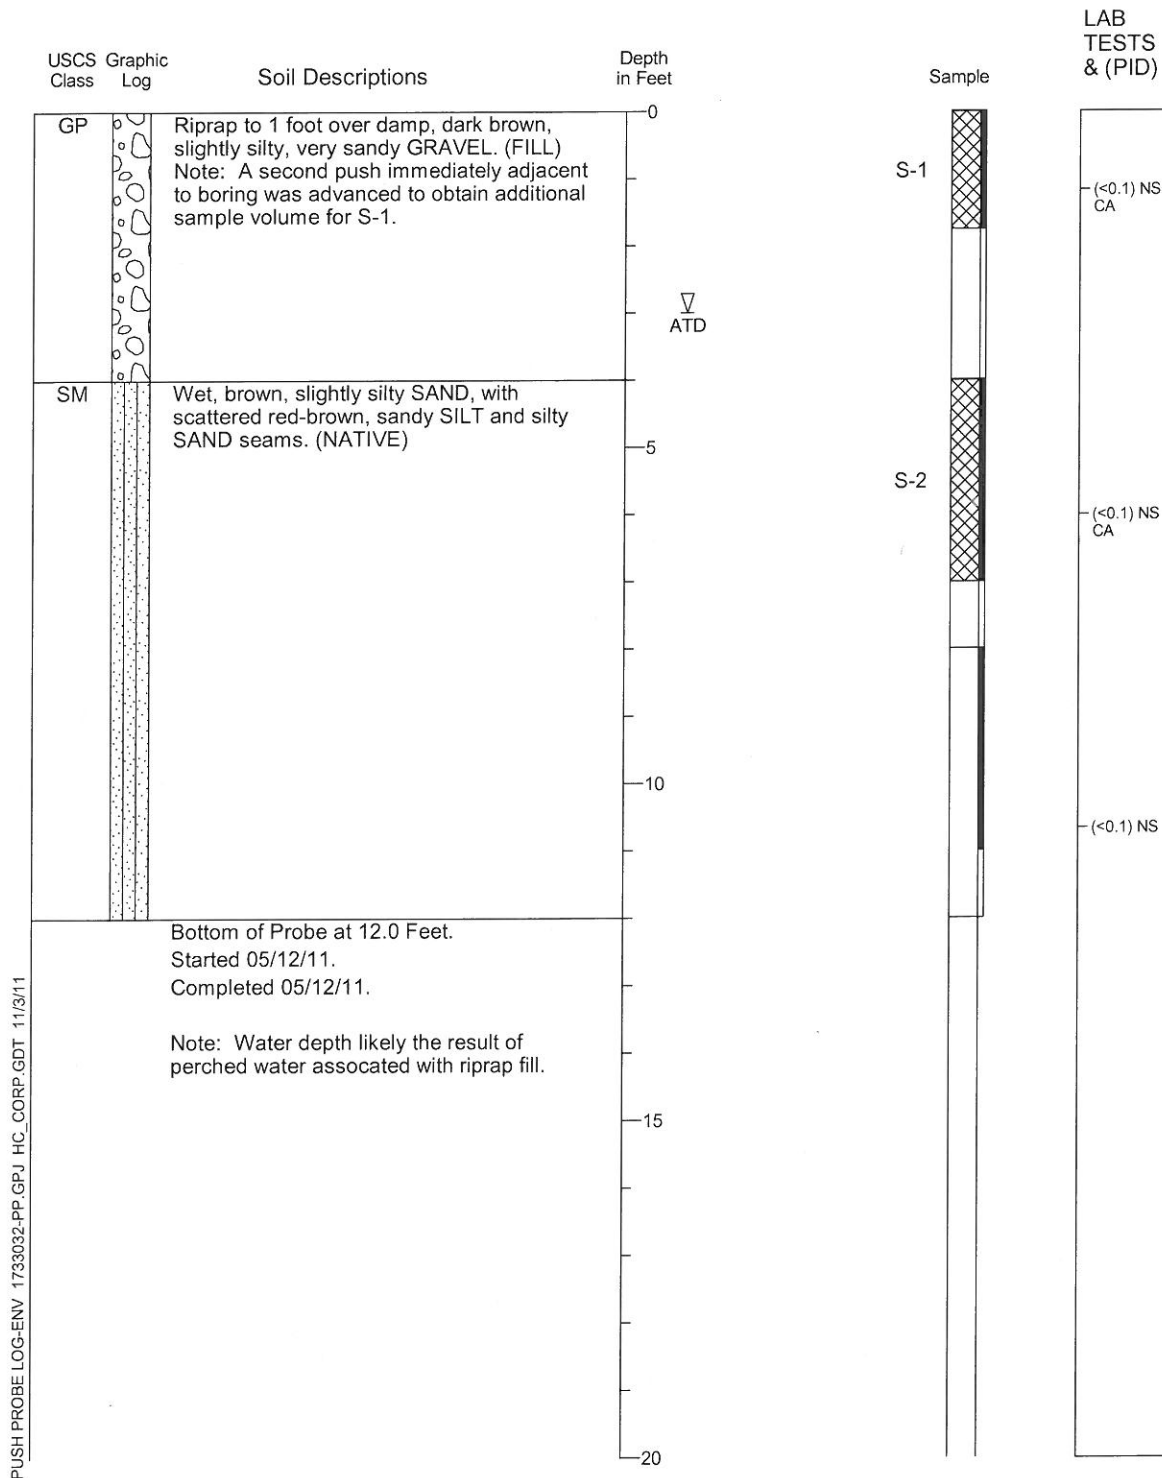 LAB
TESTS
& (PID)
USCS Graphic
Class Log
Soil Descriptions
Depth
in Feet
Sample
GP
Riprap to 1 foot over damp, dark brown,
slightly silty, very sandy GRAVEL. (FILL)
Note: A second push immediately adjacent
to boring was advanced to obtain additional
sample volume for S-1.
0
S-1
(<0.1) NS
CA
ATD
SM
Wet, brown, slightly silty SAND, with
scattered red-brown, sandy SILT and silty
SAND seams. (NATIVE)
5
S-2
(<0.1) NS
CA
10
(<0.1) NS
Bottom of Probe at 12.0 Feet.
Started 05/12/11.
Completed 05/12/11.
Note: Water depth likely the result of
perched water assocated with riprap fill.
15
20
PUSH PROBE LOG-ENV 1733032-PP.GPJ HC_CORP.GDT 11/3/11